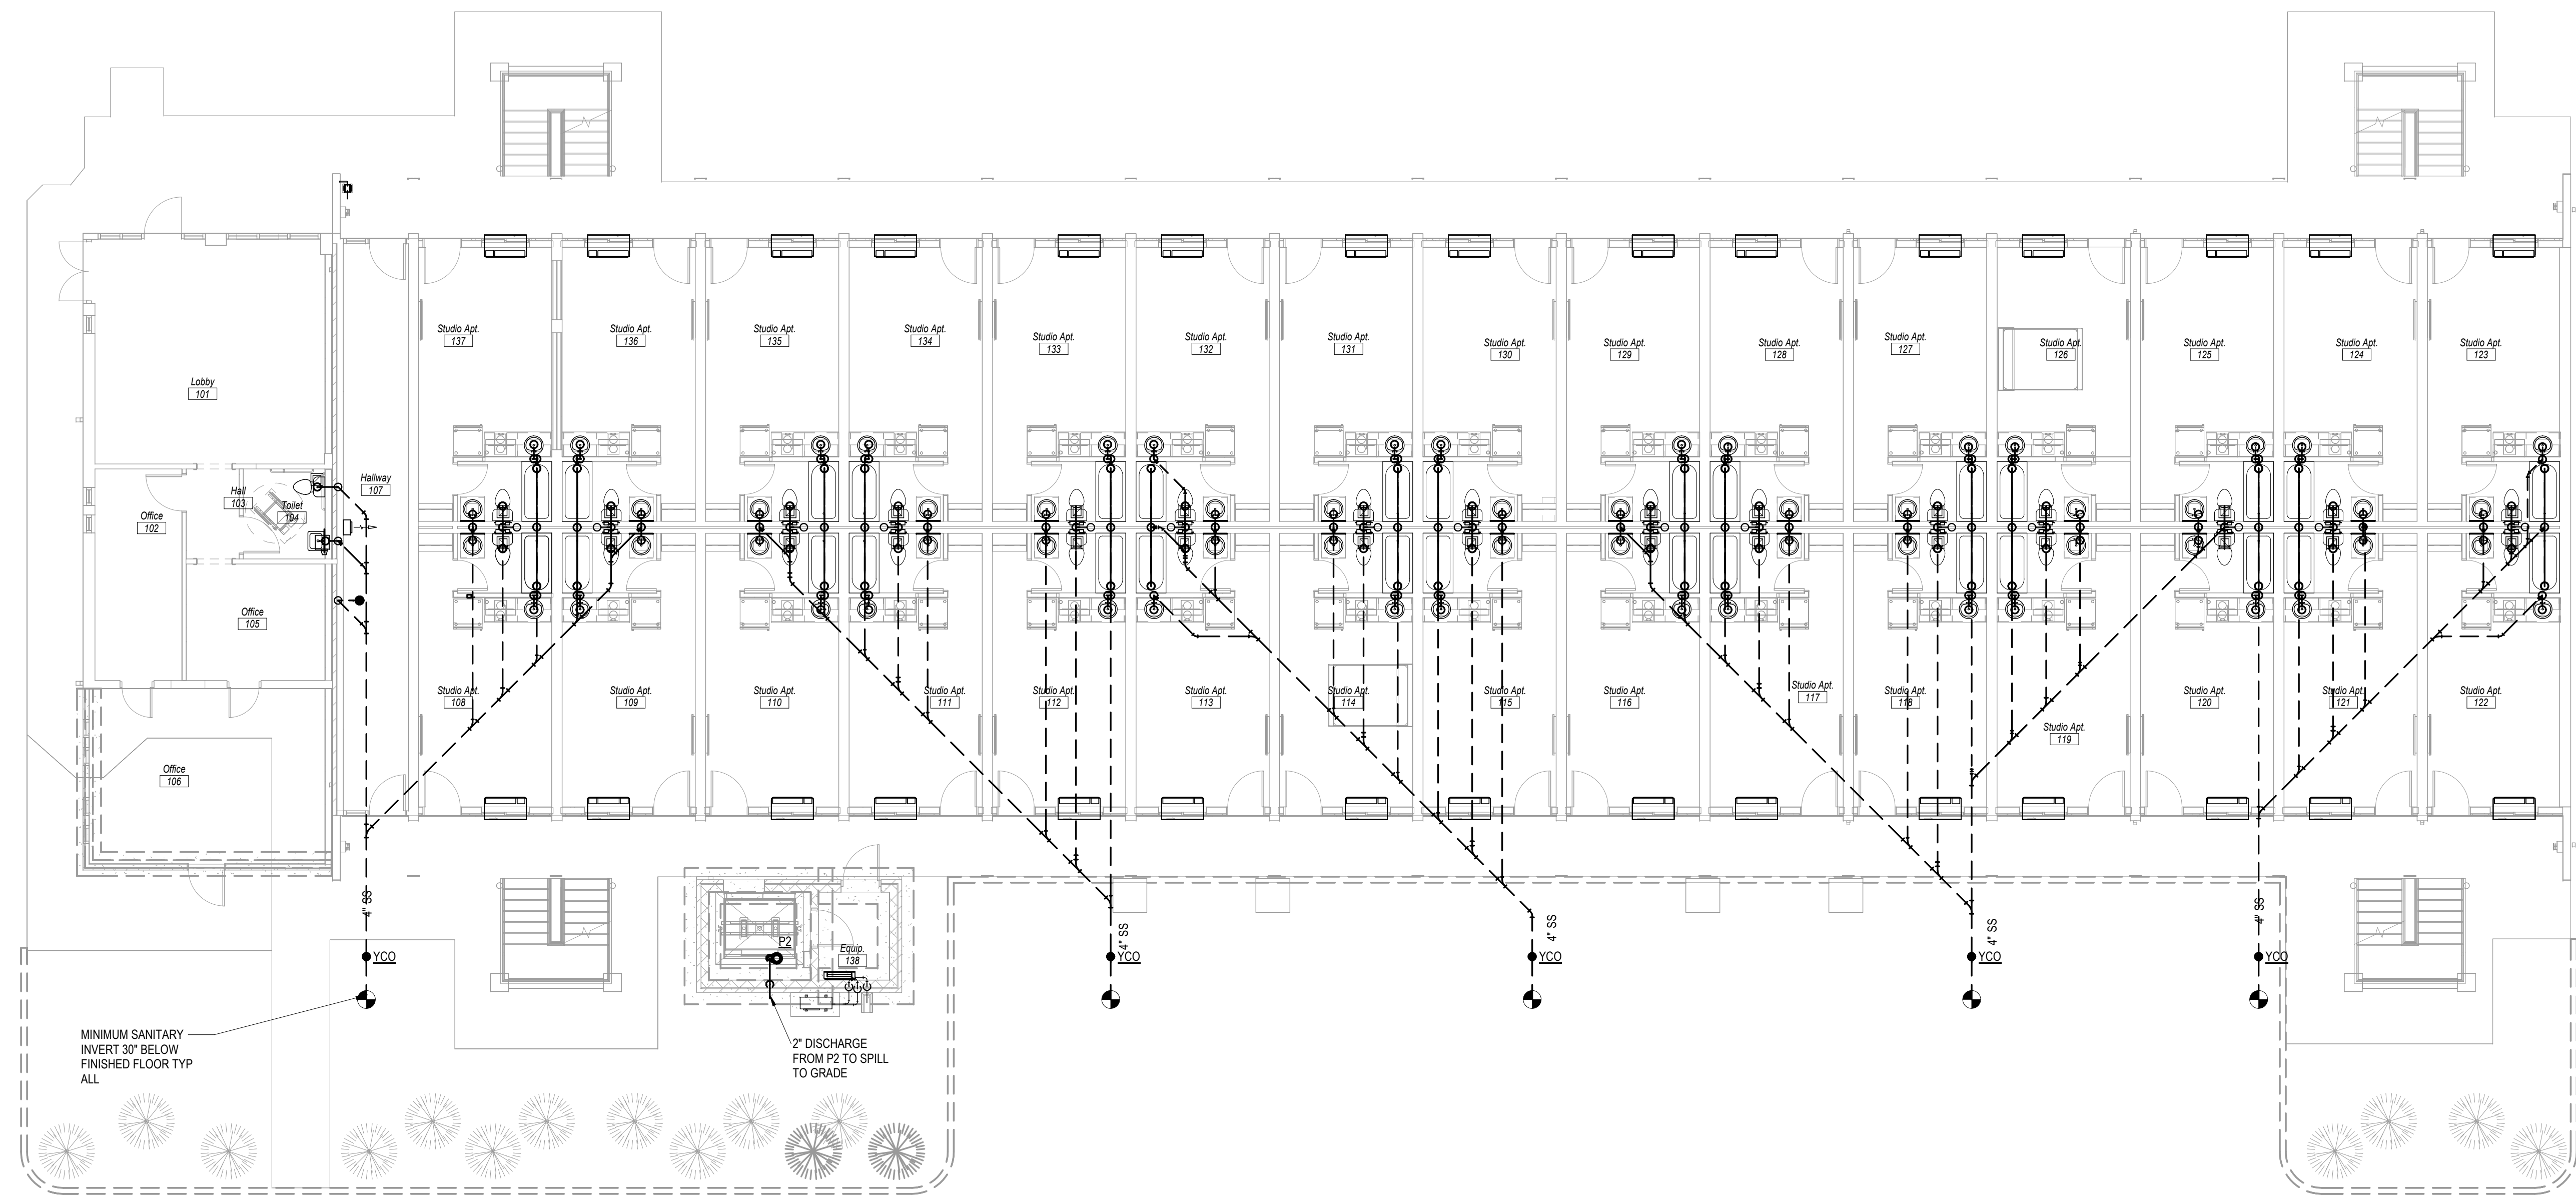 Studio Apt.
137
Studio Apt.
136
Studio Apt.
135
Studio Apt.
134
Studio Apt.
133
Studio Apt.
132
Studio Apt.
131
Studio Apt.
130
Studio Apt.
129
Studio Apt.
128
Studio Apt.
127
Studio Apt.
126
Studio Apt.
125
Studio Apt.
124
Studio Apt.
123
Lobby
101
Hallway
107
Hall
103
Toilet
104
Office
102
Office
105
Studio Apt.
108
Studio Apt.
109
Studio Apt.
110
Studio Apt.
111
Studio Apt.
112
Studio Apt.
113
Studio Apt.
114
Studio Apt.
115
Studio Apt.
116
Studio Apt.
117
Studio Apt.
118
Studio Apt.
119
Studio Apt.
120
Studio Apt.
121
Studio Apt.
122
Office
106
4" SS
4" SS
4" SS
4" SS
4" SS
P2
Equip.
138
YCO
YCO
YCO
YCO
YCO
MINIMUM SANITARY
INVERT 30" BELOW
FINISHED FLOOR TYP
ALL
2" DISCHARGE
FROM P2 TO SPILL
TO GRADE